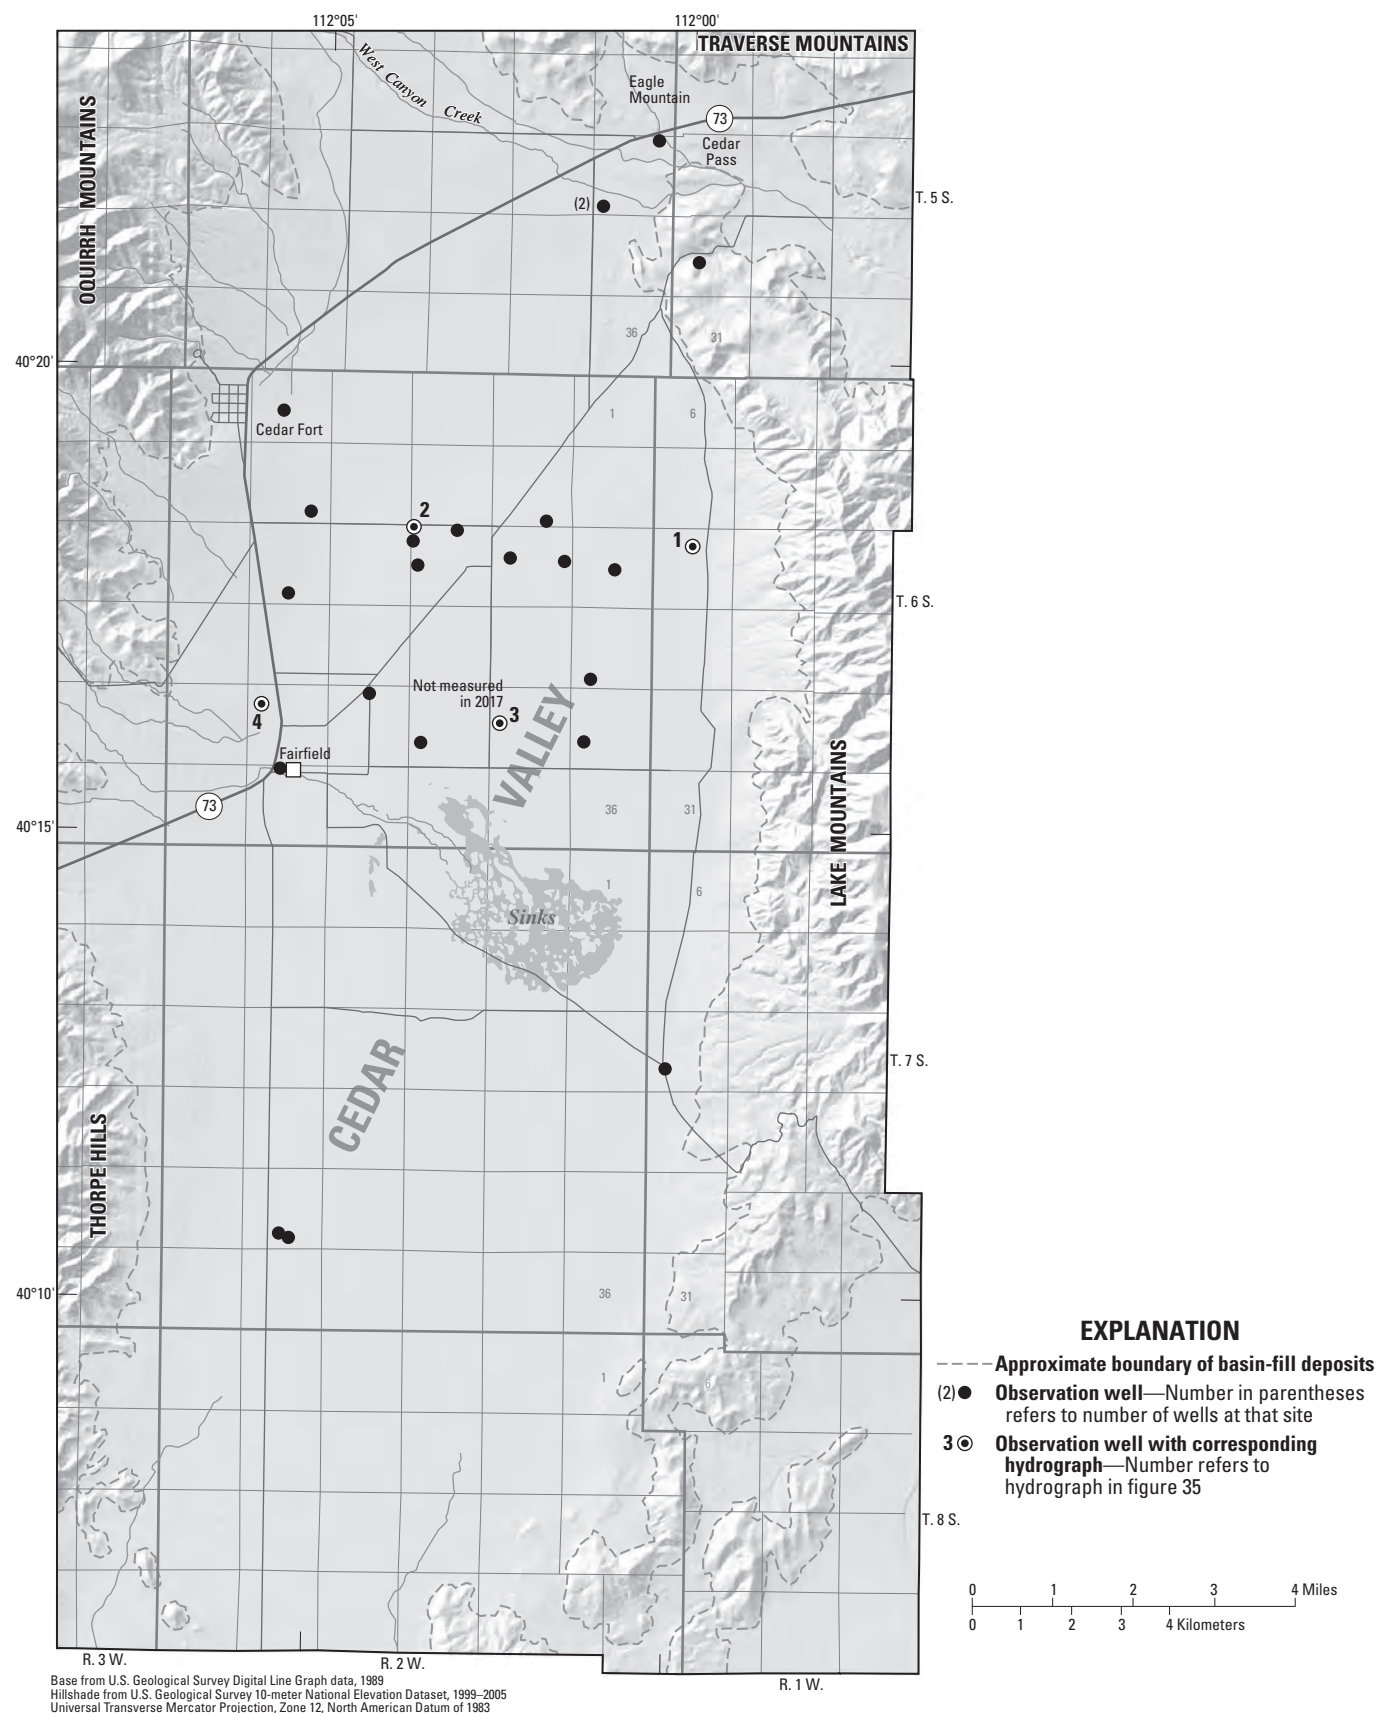 112°05'
112°00'
TRAVERSE MOUNTAINS
West Canyon Creek
Eagle
Mountain
73
Cedar
Pass
OQUIRRH MOUNTAINS
T. 5 S.
(2)
36
31
40°20'
1
6
Cedar Fort
2
1
T. 6 S.
Not measured
in 2017
3
4
VALLEY
Fairfield
LAKE MOUNTAINS
73
36
31
40°15'
1
6
Sinks
CEDAR
T. 7 S.
THORPE HILLS
40°10'
36
31
1
6
EXPLANATION
Approximate boundary of basin-fill deposits
(2) Observation well—Number in parentheses
refers to number of wells at that site
3 Observation well with corresponding
hydrograph—Number refers to
hydrograph in figure 35
T. 8 S.
0 1 2 3 4 Miles
0 1 2 3 4 Kilometers
R. 3 W.
R. 2 W.
R. 1 W.
Base from U.S. Geological Survey Digital Line Graph data, 1989
Hillshade from U.S. Geological Survey 10-meter National Elevation Dataset, 1999–2005
Universal Transverse Mercator Projection, Zone 12, North American Datum of 1983